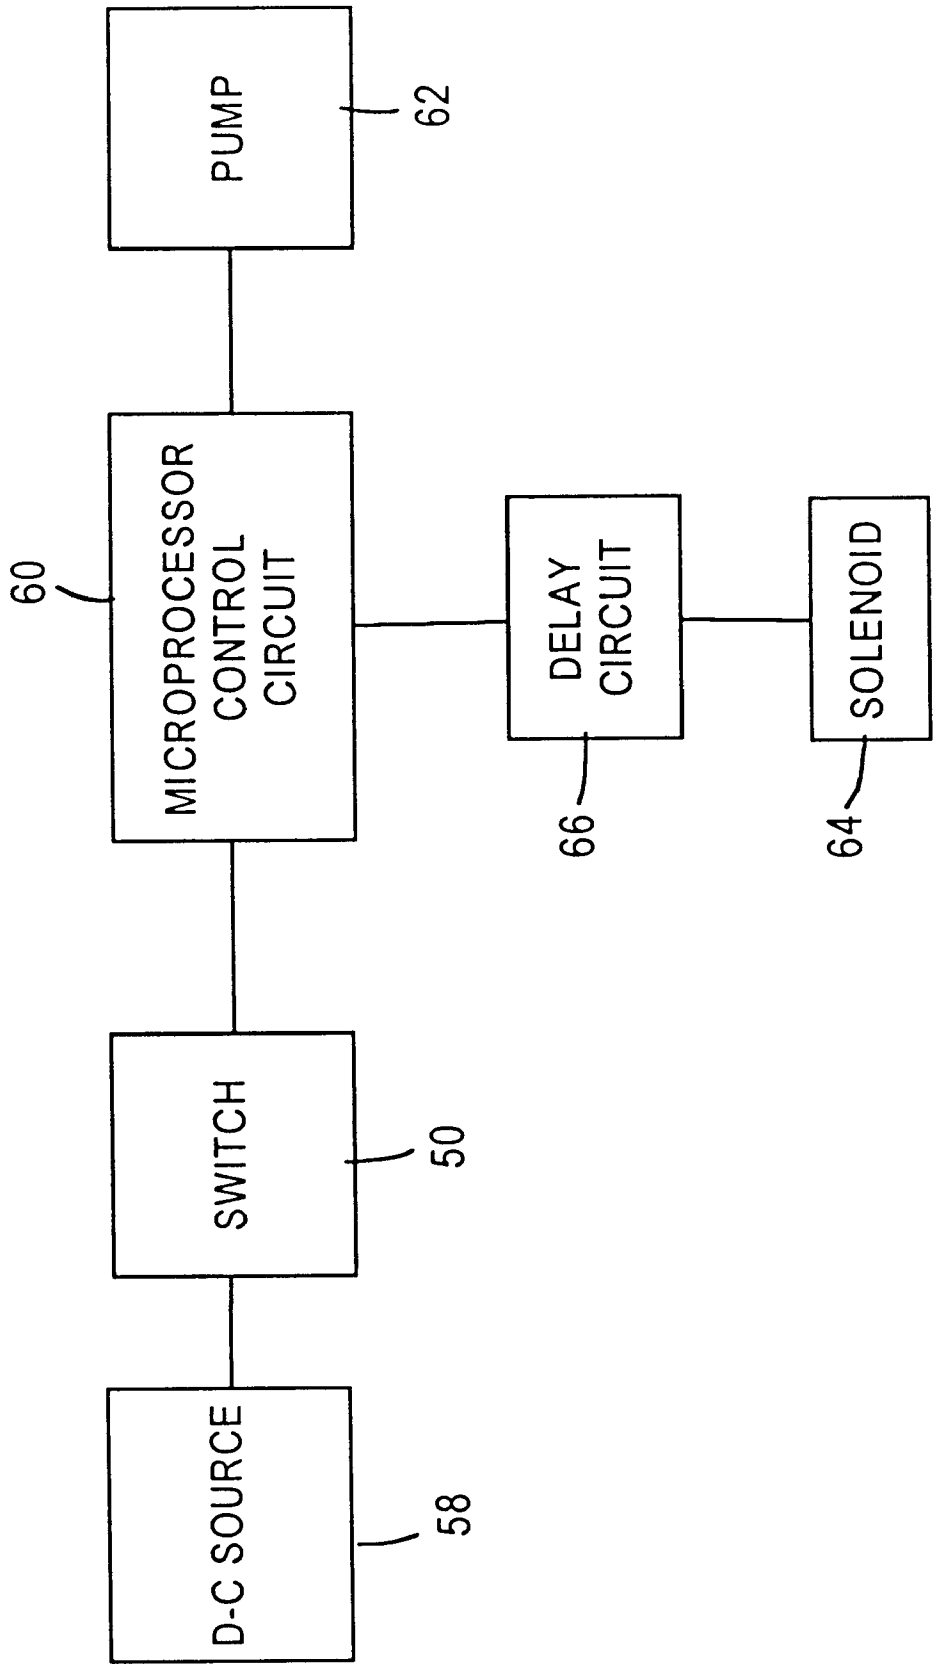 60
D-C SOURCE
SWITCH
MICROPROCESSOR
CONTROL
CIRCUIT
PUMP
58
50
62
66
DELAY
CIRCUIT
64
SOLENOID